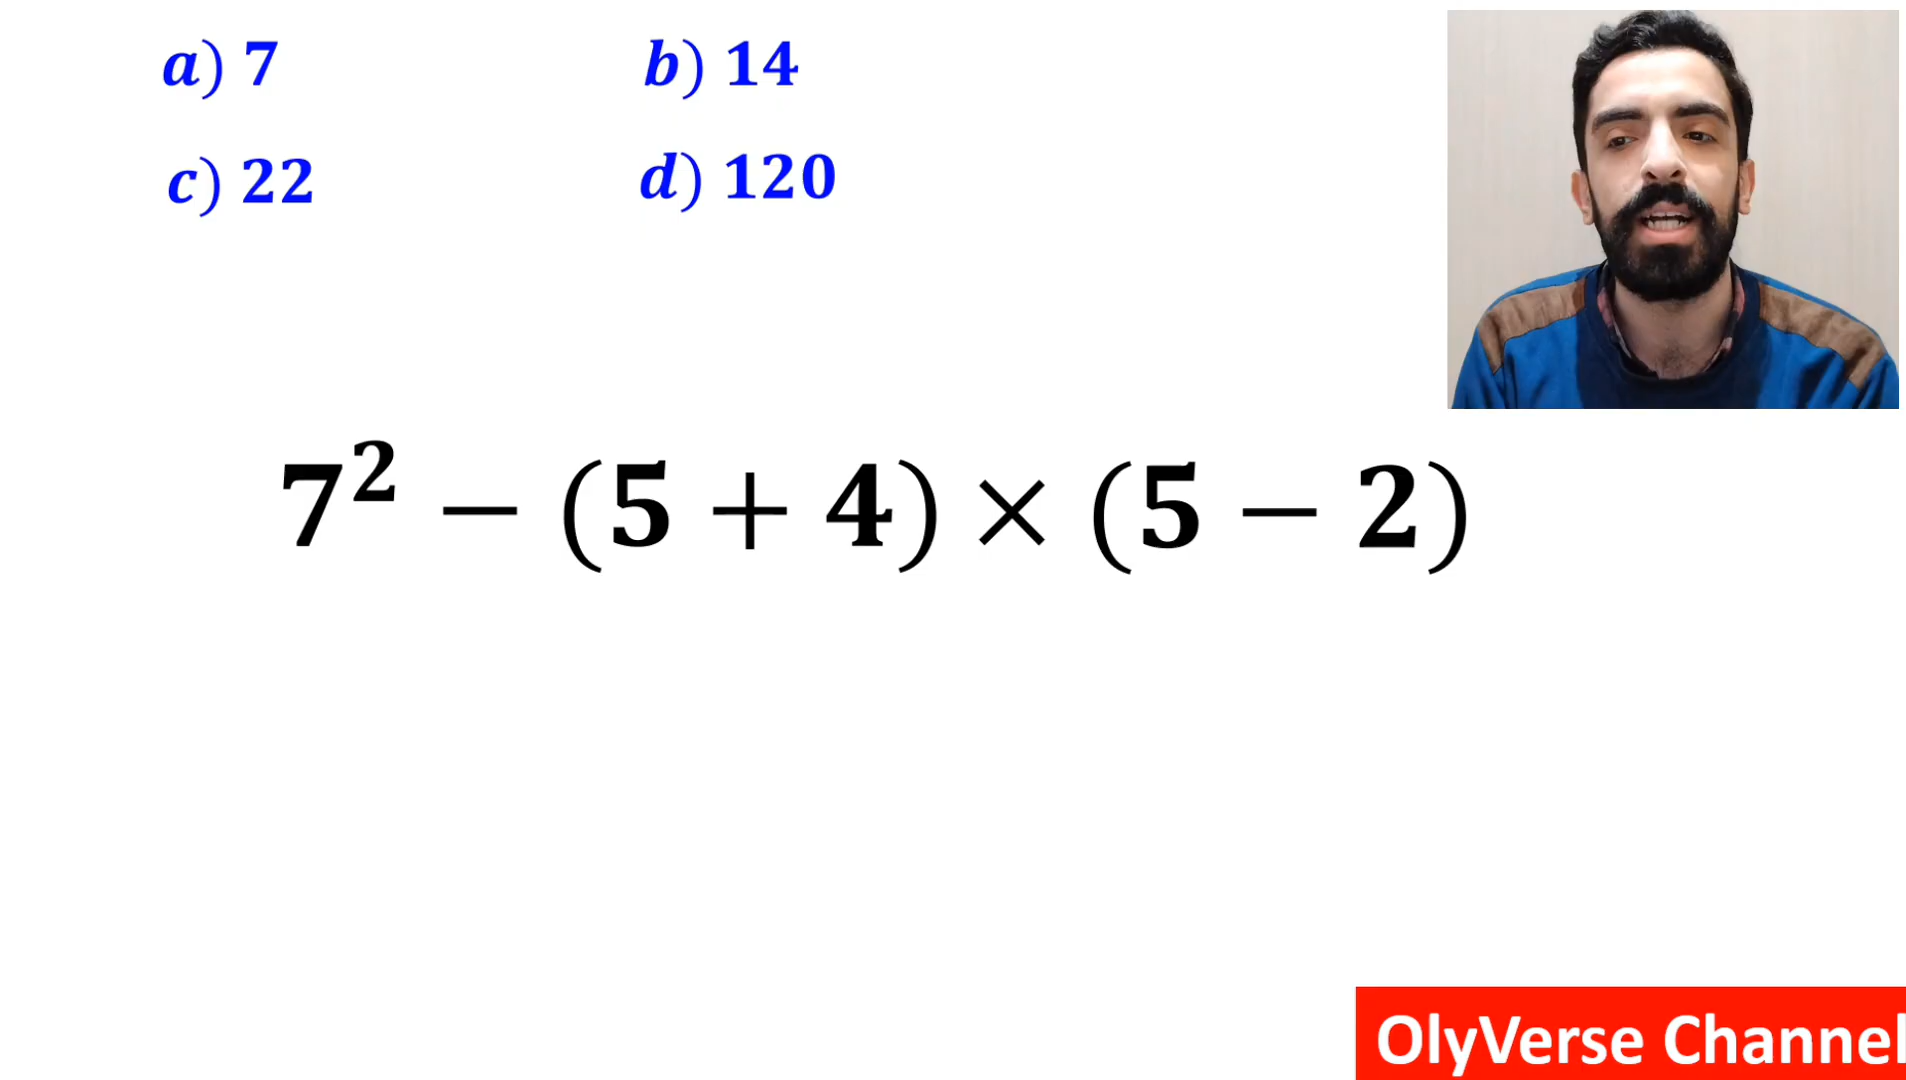 a) 7 b) 14
c) 22 d) 120
7² − (5 + 4) × (5 − 2)
OlyVerse Channel